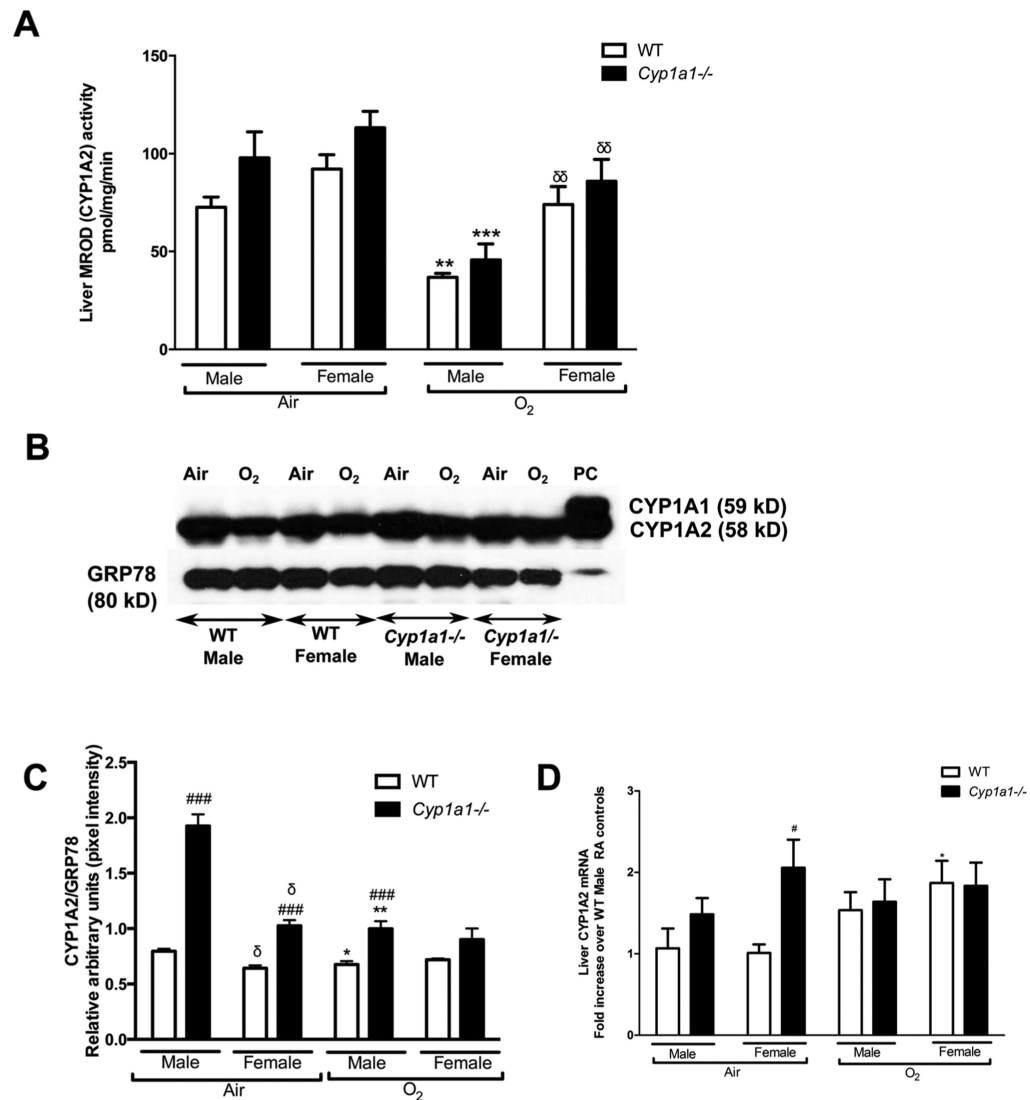 A
Liver MROD (CYP1A2) activity
pmol/mg/min
150
100
50
0
WT
Cyp1a1-/-
**
***
δδ
δδ
Male
Female
Male
Female
Air
O2
B
Air O2 Air O2 Air O2 Air O2 PC
CYP1A1 (59 kD)
CYP1A2 (58 kD)
GRP78
(80 kD)
WT
Male
WT
Female
Cyp1a1-/-
Male
Cyp1a1/-
Female
C
CYP1A2/GRP78
Relative arbitrary units (pixel intensity)
2.5
2.0
1.5
1.0
0.5
0.0
WT
Cyp1a1-/-
###
δ
δ
###
*
###
**
Male
Female
Male
Female
Air
O2
D
Liver CYP1A2 mRNA
Fold increase over WT Male RA controls
3
2
1
0
WT
Cyp1a1-/-
#
*
Male
Female
Male
Female
Air
O2